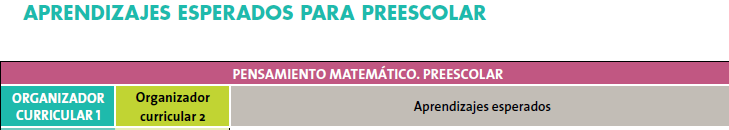 APRENDIZAJES ESPERADOS PARA PREESCOLAR
PENSAMIENTO MATEMÁTICO. PREESCOLAR
ORGANIZADOR
CURRICULAR 1
Organizador
curricular 2
Aprendizajes esperados